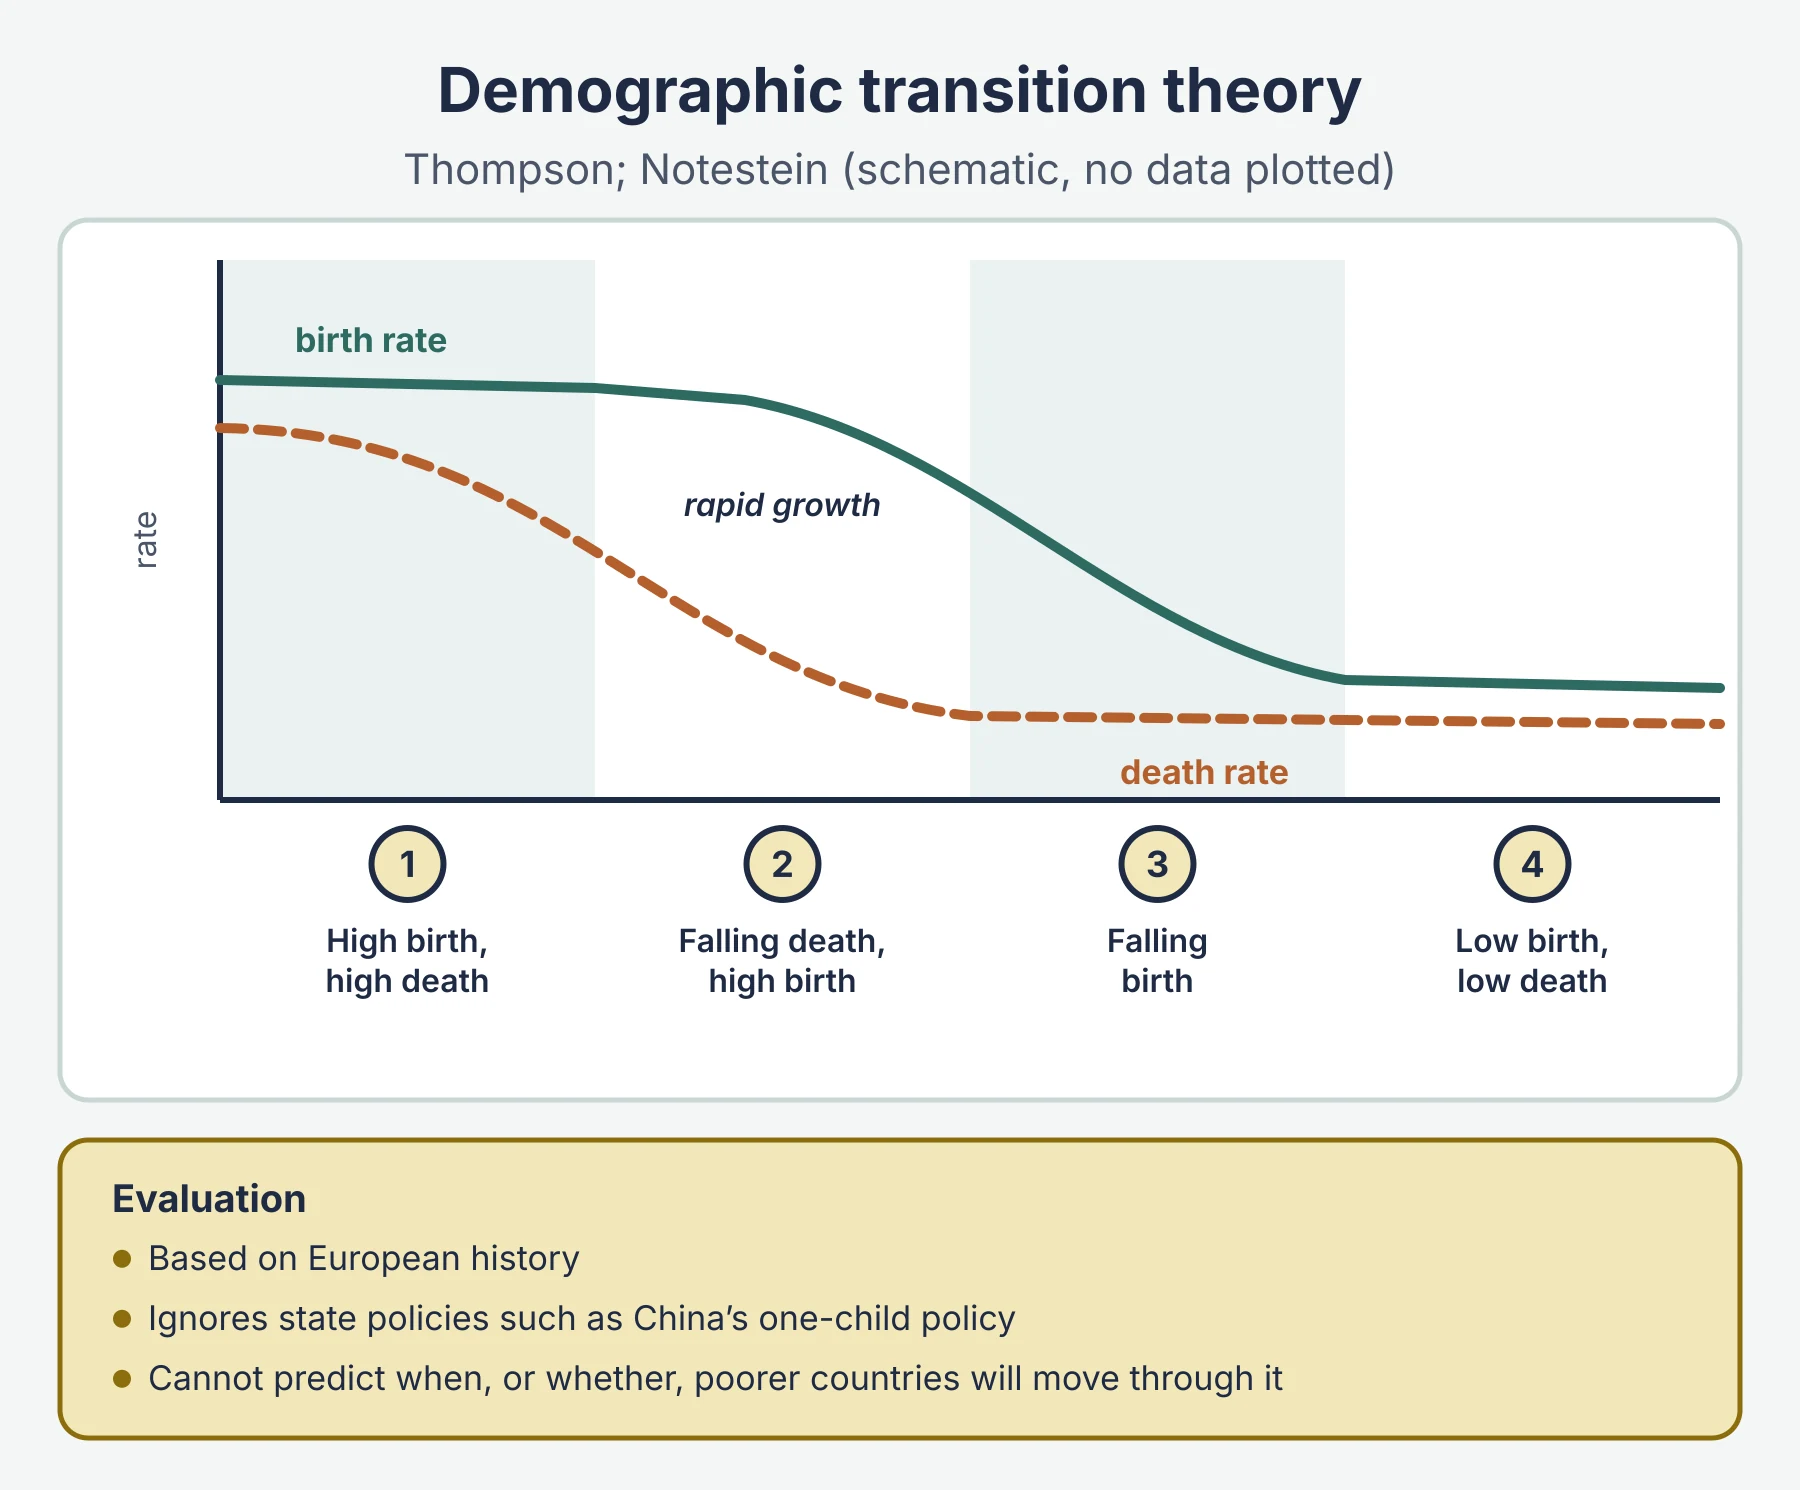 Demographic transition theory
Thompson; Notestein (schematic, no data plotted)
birth rate
rapid growth
rate
death rate
1
2
3
4
High birth,
high death
Falling death,
high birth
Falling
birth
Low birth,
low death
Evaluation
Based on European history
Ignores state policies such as China’s one-child policy
Cannot predict when, or whether, poorer countries will move through it